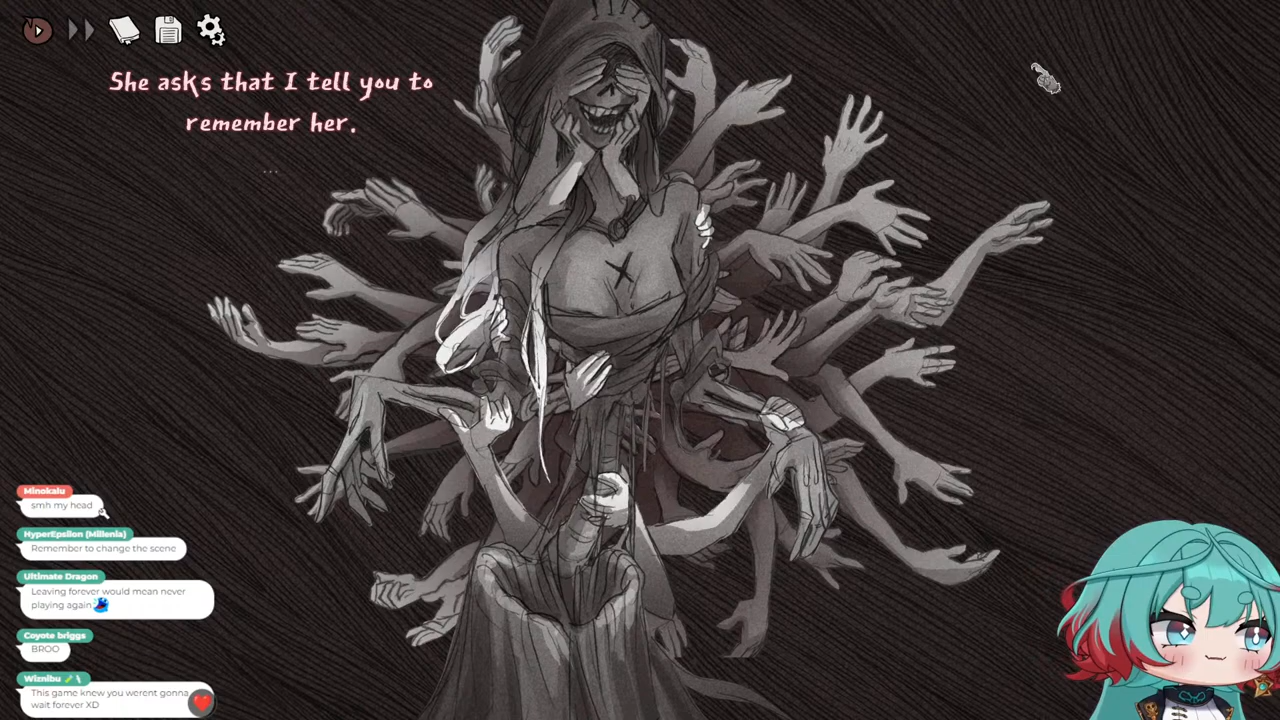 She asks that I tell you to
remember her.
...
Minokalu
smh my head
HyperEpsilon (Millenia)
Remember to change the scene
Ultimate Dragon
Leaving forever would mean never
playing again
Coyote briggs
BROO
Wiznibu
This game knew you werent gonna
wait forever XD